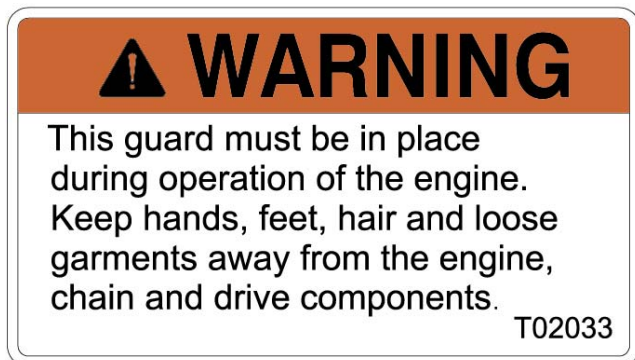 WARNING
This guard must be in place
during operation of the engine.
Keep hands, feet, hair and loose
garments away from the engine,
chain and drive components.
T02033